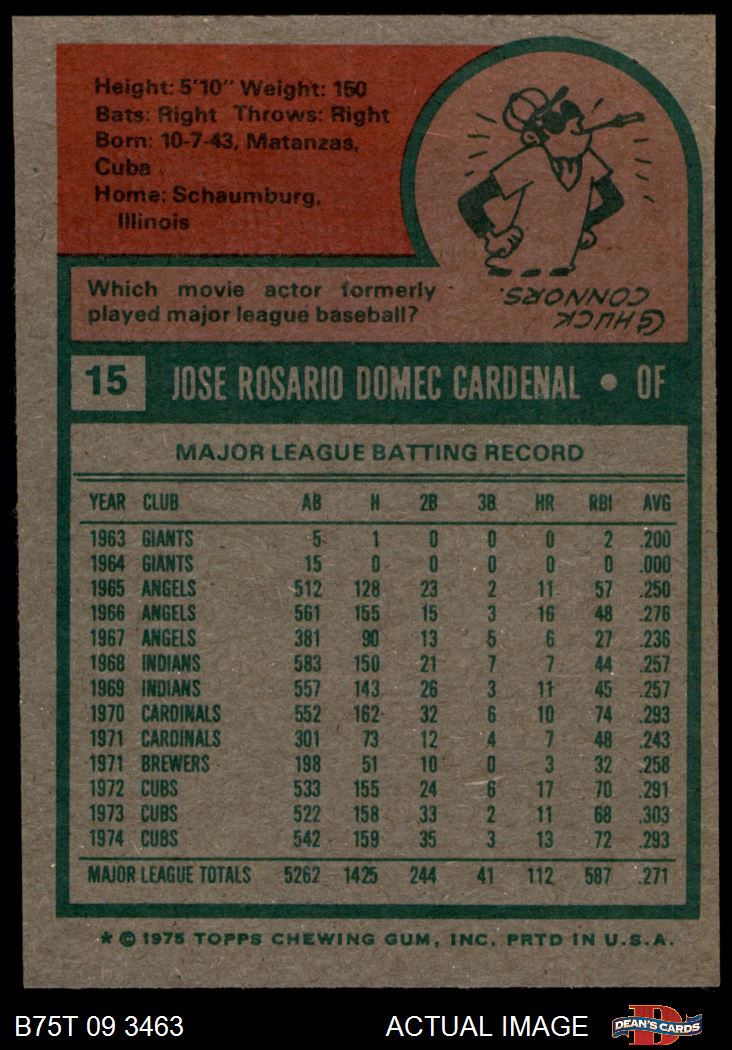 Height: 5'10" Weight: 150
Bats: Right Throws: Right
Born: 10-7-43, Matanzas,
Cuba
Home: Schaumburg,
Illinois
Which movie actor formerly
played major league baseball?
CHUCK
CONNORS.
15 JOSE ROSARIO DOMEC CARDENAL • OF
MAJOR LEAGUE BATTING RECORD
YEAR CLUB AB H 2B 3B HR RBI AVG
1963 GIANTS 5 1 0 0 0 2 .200
1964 GIANTS 15 0 0 0 0 0 .000
1965 ANGELS 512 128 23 2 11 57 .250
1966 ANGELS 561 155 15 3 16 48 .276
1967 ANGELS 381 90 13 5 6 27 .236
1968 INDIANS 583 150 21 7 7 44 .257
1969 INDIANS 557 143 26 3 11 45 .257
1970 CARDINALS 552 162 32 6 10 74 .293
1971 CARDINALS 301 73 12 4 7 48 .243
1971 BREWERS 198 51 10 0 3 32 .258
1972 CUBS 533 155 24 6 17 70 .291
1973 CUBS 522 158 33 2 11 68 .303
1974 CUBS 542 159 35 3 13 72 .293
MAJOR LEAGUE TOTALS 5262 1425 244 41 112 587 .271
* © 1975 TOPPS CHEWING GUM, INC. PRTD IN U.S.A.
B75T 09 3463 ACTUAL IMAGE D DEAN'S CARDS